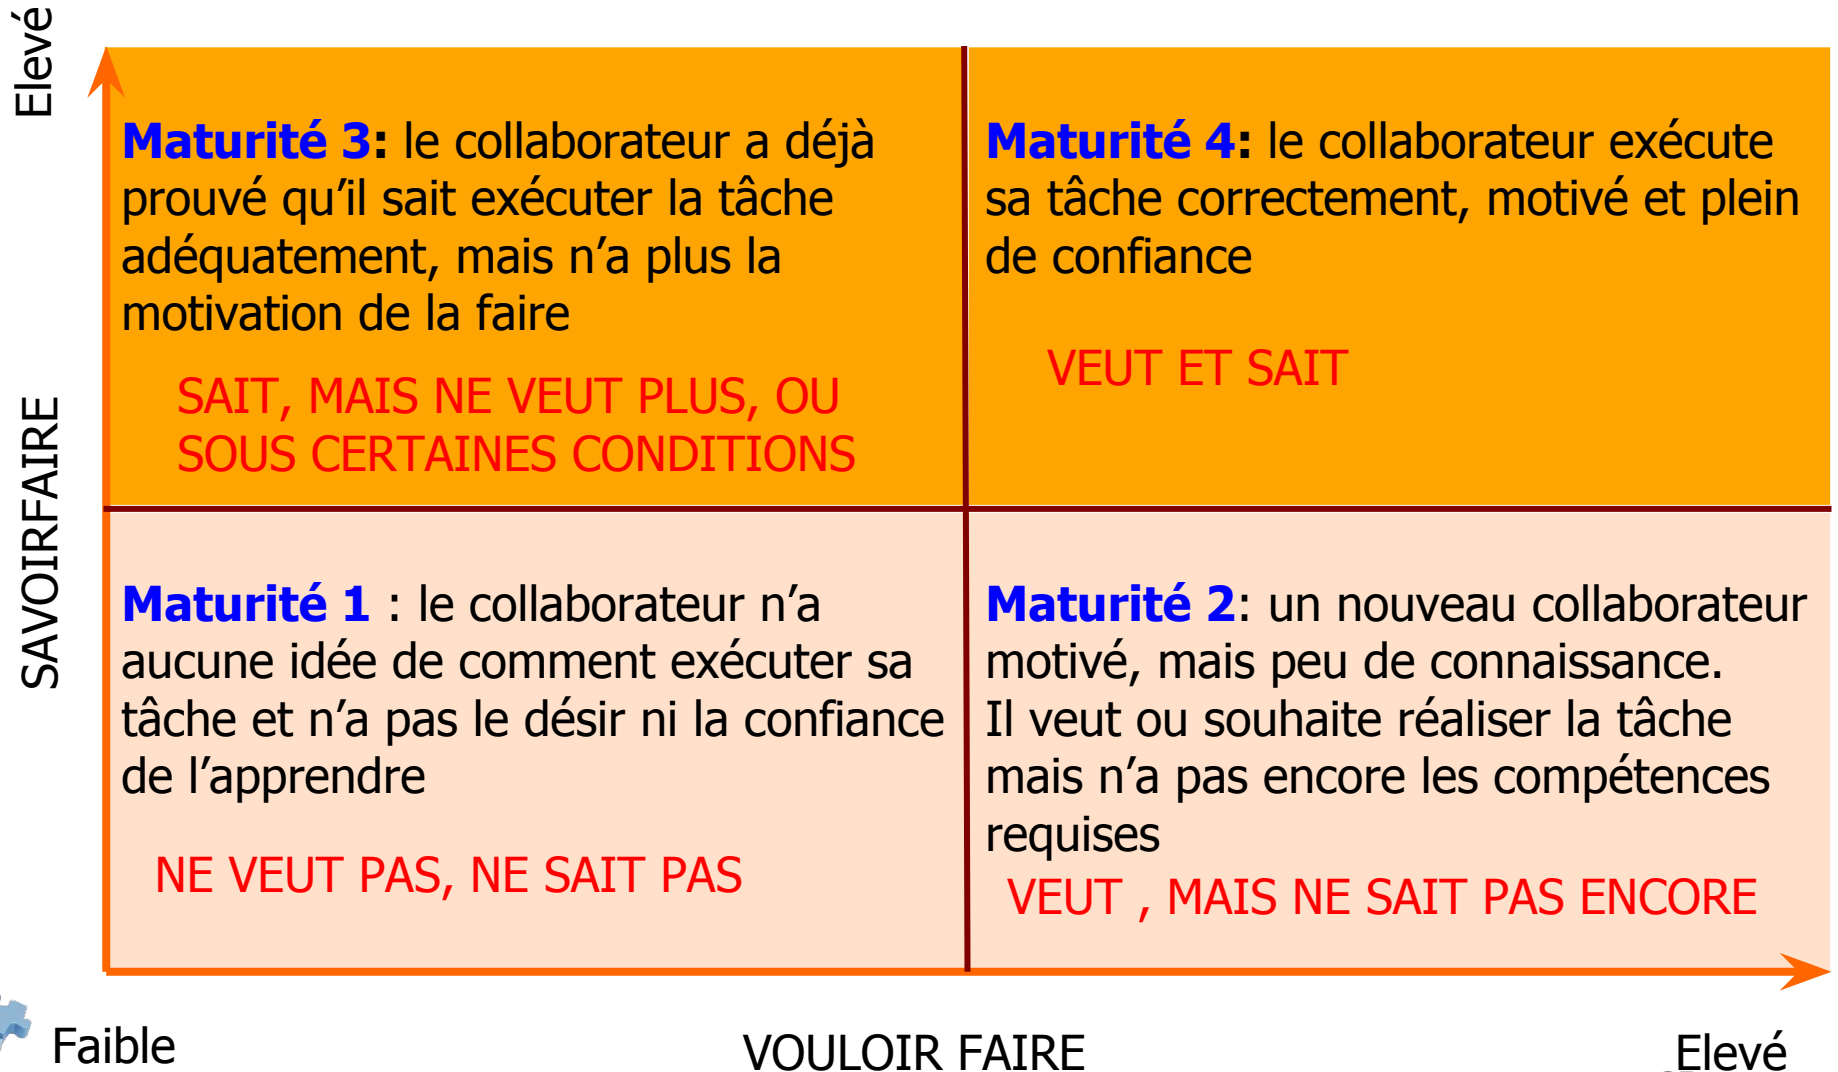 Elevé
Maturité 3: le collaborateur a déjà
prouvé qu’il sait exécuter la tâche
adéquatement, mais n’a plus la
motivation de la faire
SAIT, MAIS NE VEUT PLUS, OU
SOUS CERTAINES CONDITIONS
Maturité 4: le collaborateur exécute
sa tâche correctement, motivé et plein
de confiance
VEUT ET SAIT
SAVOIRFAIRE
Maturité 1 : le collaborateur n’a
aucune idée de comment exécuter sa
tâche et n’a pas le désir ni la confiance
de l’apprendre
NE VEUT PAS, NE SAIT PAS
Maturité 2: un nouveau collaborateur
motivé, mais peu de connaissance.
Il veut ou souhaite réaliser la tâche
mais n’a pas encore les compétences
requises
VEUT , MAIS NE SAIT PAS ENCORE
Faible
VOULOIR FAIRE
Elevé